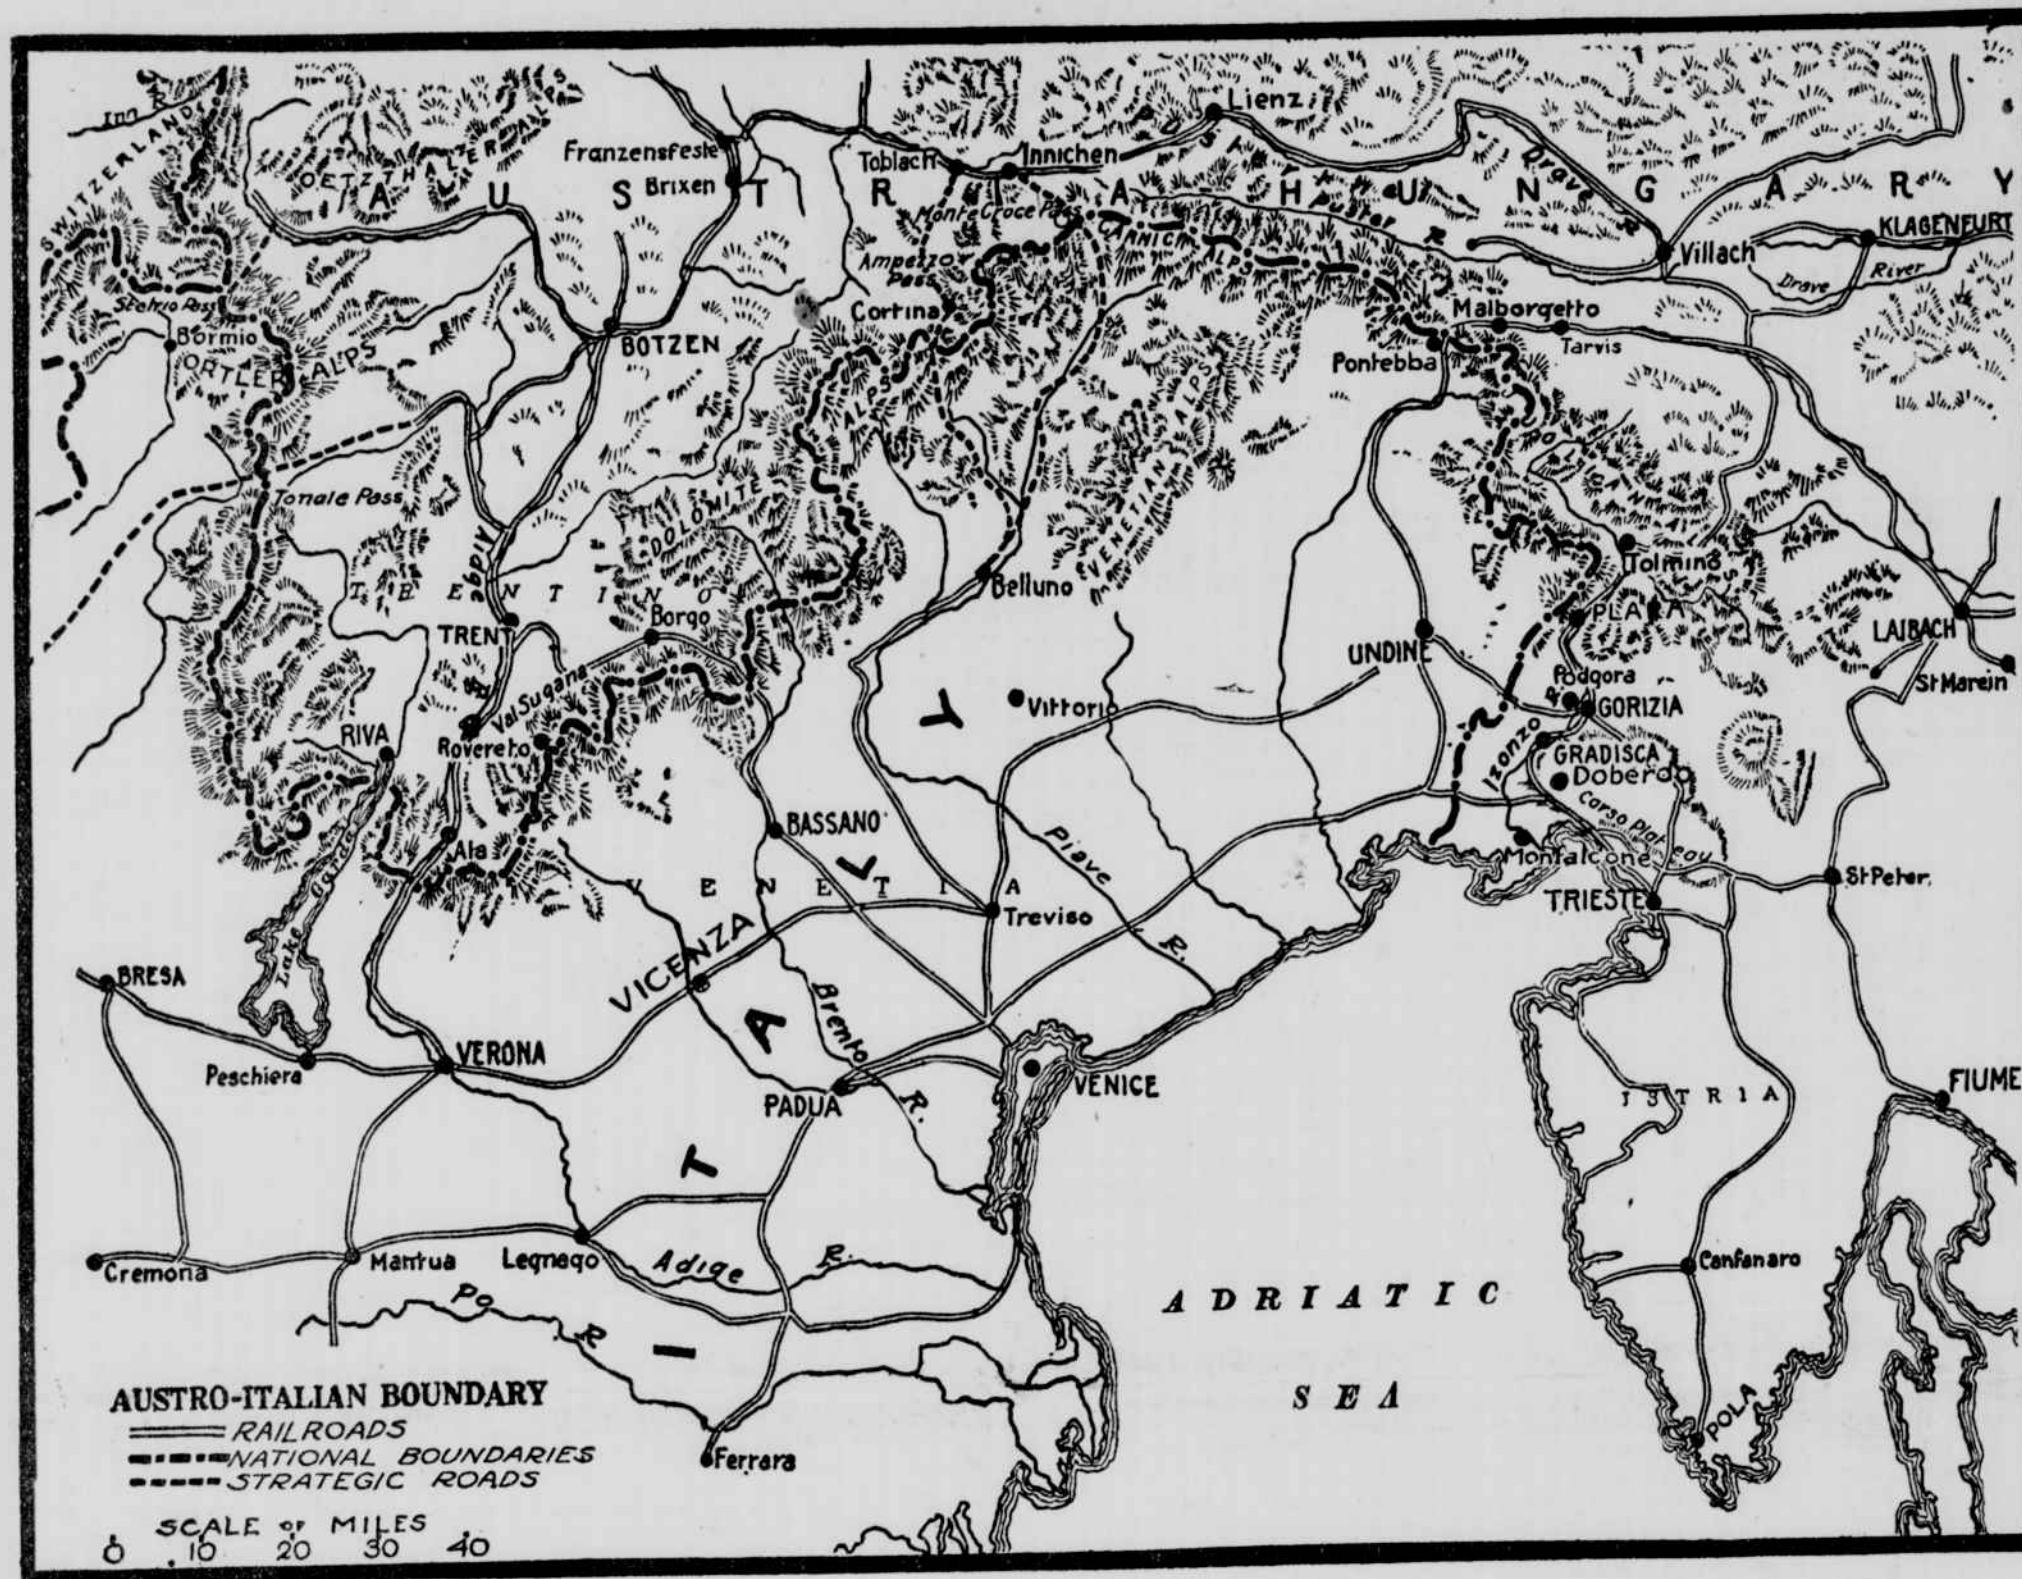 Inn R.
SWITZERLAND
OETZTHALER ALPS
Franzensfeste
Brixen
Toblach
Innichen
Lienz
Drave R.
AUSTRIA HUNGARY
Puster
R.
Monte Croce Pass
CARNIC ALPS
KLAGENFURT
Villach
Drave River
Ampezzo Pass
Cortina
Stelvio Pass
Bormio
ORTLER ALPS
BOTZEN
Malborgetto
Tarvis
Pontebba
ALPS
VENETIAN ALPS
Tonale Pass
DOLOMITE
Aidge
TRENTINO
Belluno
Tolmino
PLAVA
TRENT
Borgo
LAIBACH
St Marein
UNDINE
Podgora
GORIZIA
Val Sugana
Vittorio
RIVA
Rovereto
Izonzo R.
GRADISCA
Doberdo
Carso Plateau
BASSANO
Piave R.
Monfalcone
Ala
VENETIA
St Peter.
TRIESTE
Treviso
Lake Garda
VICENZA
BRESA
Brento R.
ITALY
Peschiera
VERONA
PADUA
VENICE
FIUME
ISTRIA
Cremona
Mantua
Legnago
Adige R.
Canfanaro
Po R.
ADRIATIC
SEA
POLA
Ferrara
AUSTRO-ITALIAN BOUNDARY
RAILROADS
NATIONAL BOUNDARIES
STRATEGIC ROADS
SCALE OF MILES
0 10 20 30 40